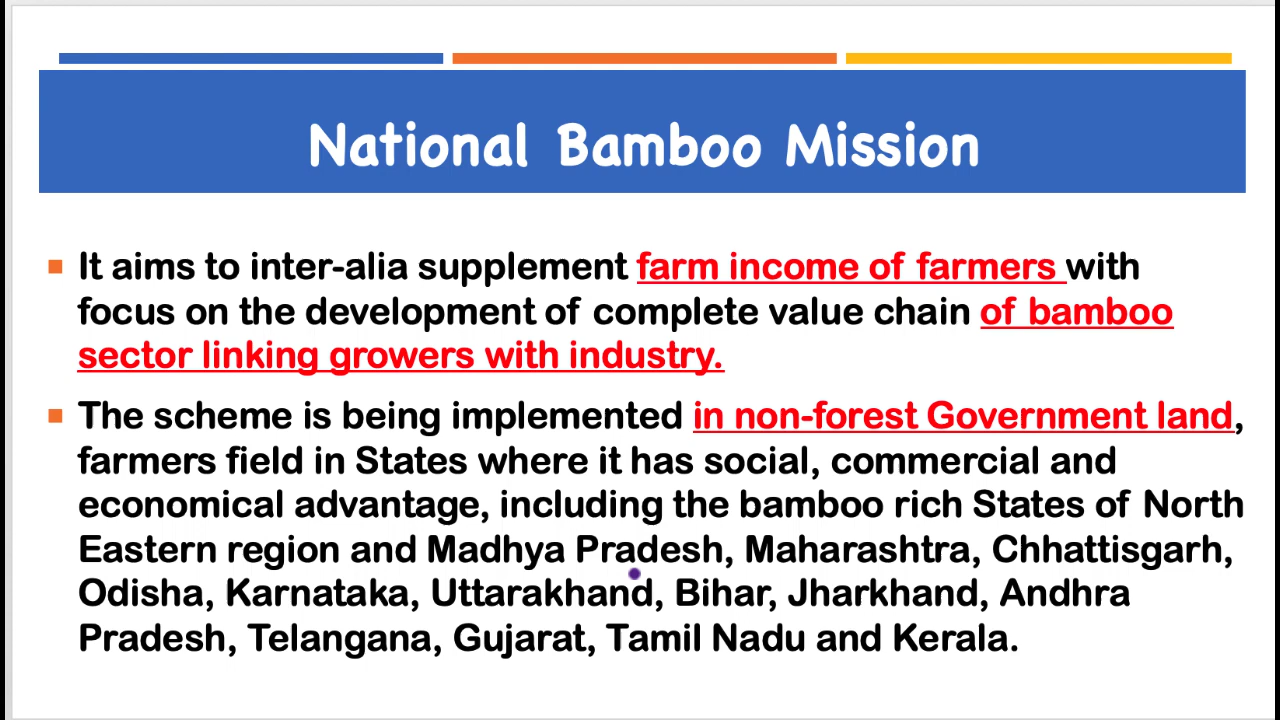 National Bamboo Mission
It aims to inter-alia supplement farm income of farmers with
focus on the development of complete value chain of bamboo
sector linking growers with industry.
The scheme is being implemented in non-forest Government land,
farmers field in States where it has social, commercial and
economical advantage, including the bamboo rich States of North
Eastern region and Madhya Pradesh, Maharashtra, Chhattisgarh,
Odisha, Karnataka, Uttarakhand, Bihar, Jharkhand, Andhra
Pradesh, Telangana, Gujarat, Tamil Nadu and Kerala.